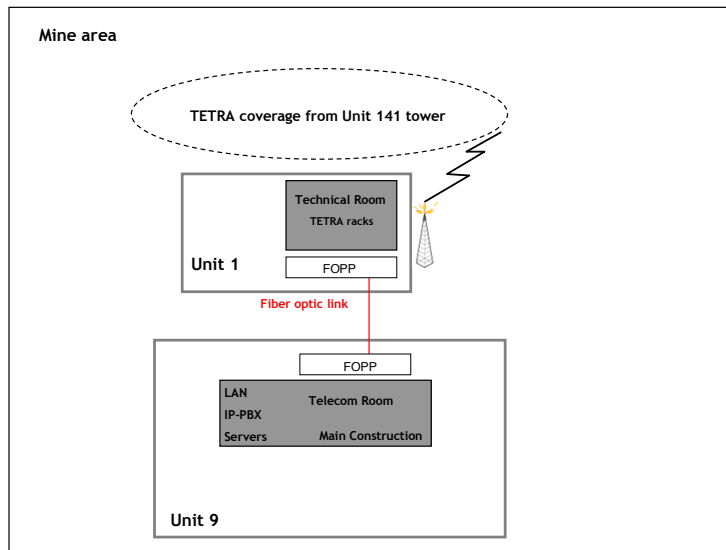 Mine area
TETRA coverage from Unit 141 tower
Technical Room
TETRA racks
Unit 1
FOPP
Fiber optic link
FOPP
LAN
Telecom Room
IP-PBX
Servers
Main Construction
Unit 9